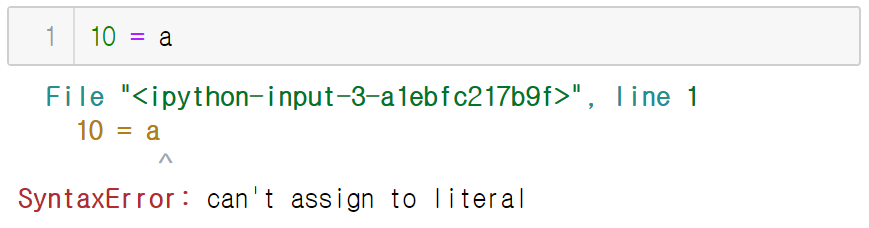 1 10 = a
File "<ipython-input-3-a1ebfc217b9f>", line 1
10 = a
^
SyntaxError: can't assign to literal